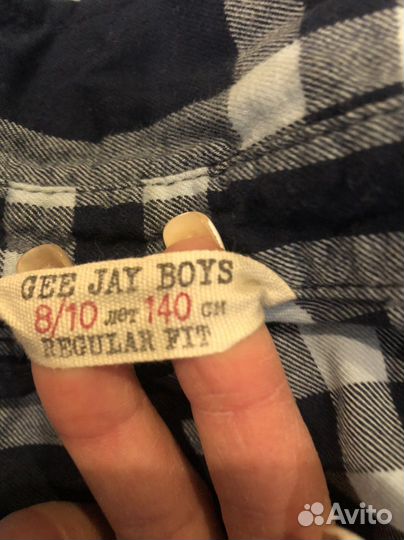 GEE JAY BOYS
8/10 лет 140 см
REGULAR FIT
Avito